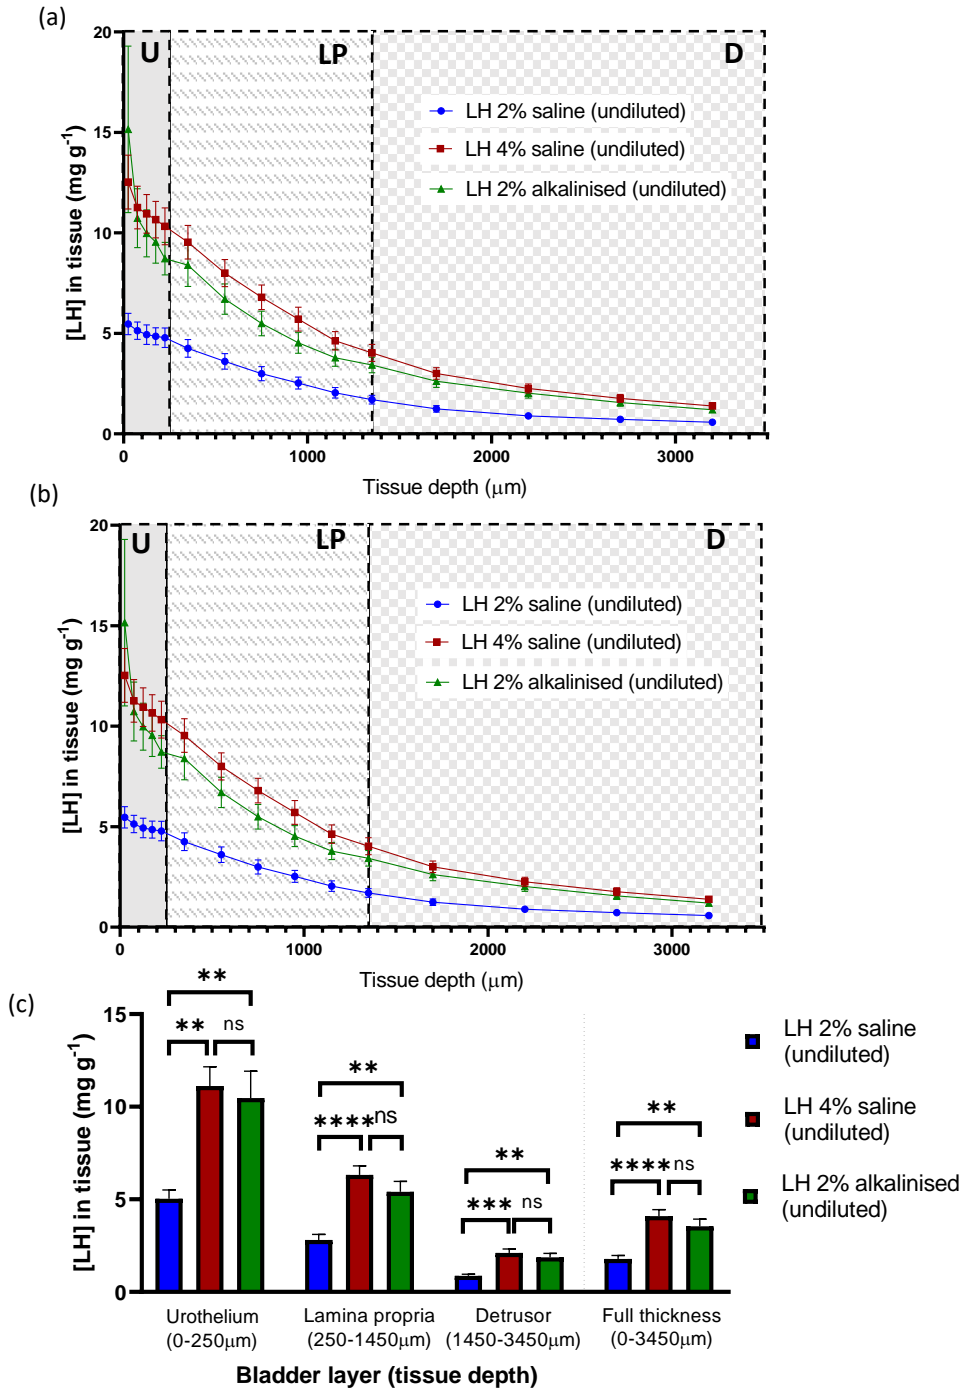 (a)
20
15
10
5
0
[LH] in tissue (mg g-1)
U
LP
D
LH 2% saline (undiluted)
LH 4% saline (undiluted)
LH 2% alkalinised (undiluted)
0
1000
2000
3000
Tissue depth (μm)
(b)
20
15
10
5
0
[LH] in tissue (mg g-1)
U
LP
D
LH 2% saline (undiluted)
LH 4% saline (undiluted)
LH 2% alkalinised (undiluted)
0
1000
2000
3000
Tissue depth (μm)
(c)
15
10
5
0
[LH] in tissue (mg g-1)
**
** ns
**
**** ns
**
*** ns
**
**** ns
Urothelium
(0-250μm)
Lamina propria
(250-1450μm)
Detrusor
(1450-3450μm)
Full thickness
(0-3450μm)
Bladder layer (tissue depth)
LH 2% saline
(undiluted)
LH 4% saline
(undiluted)
LH 2% alkalinised
(undiluted)